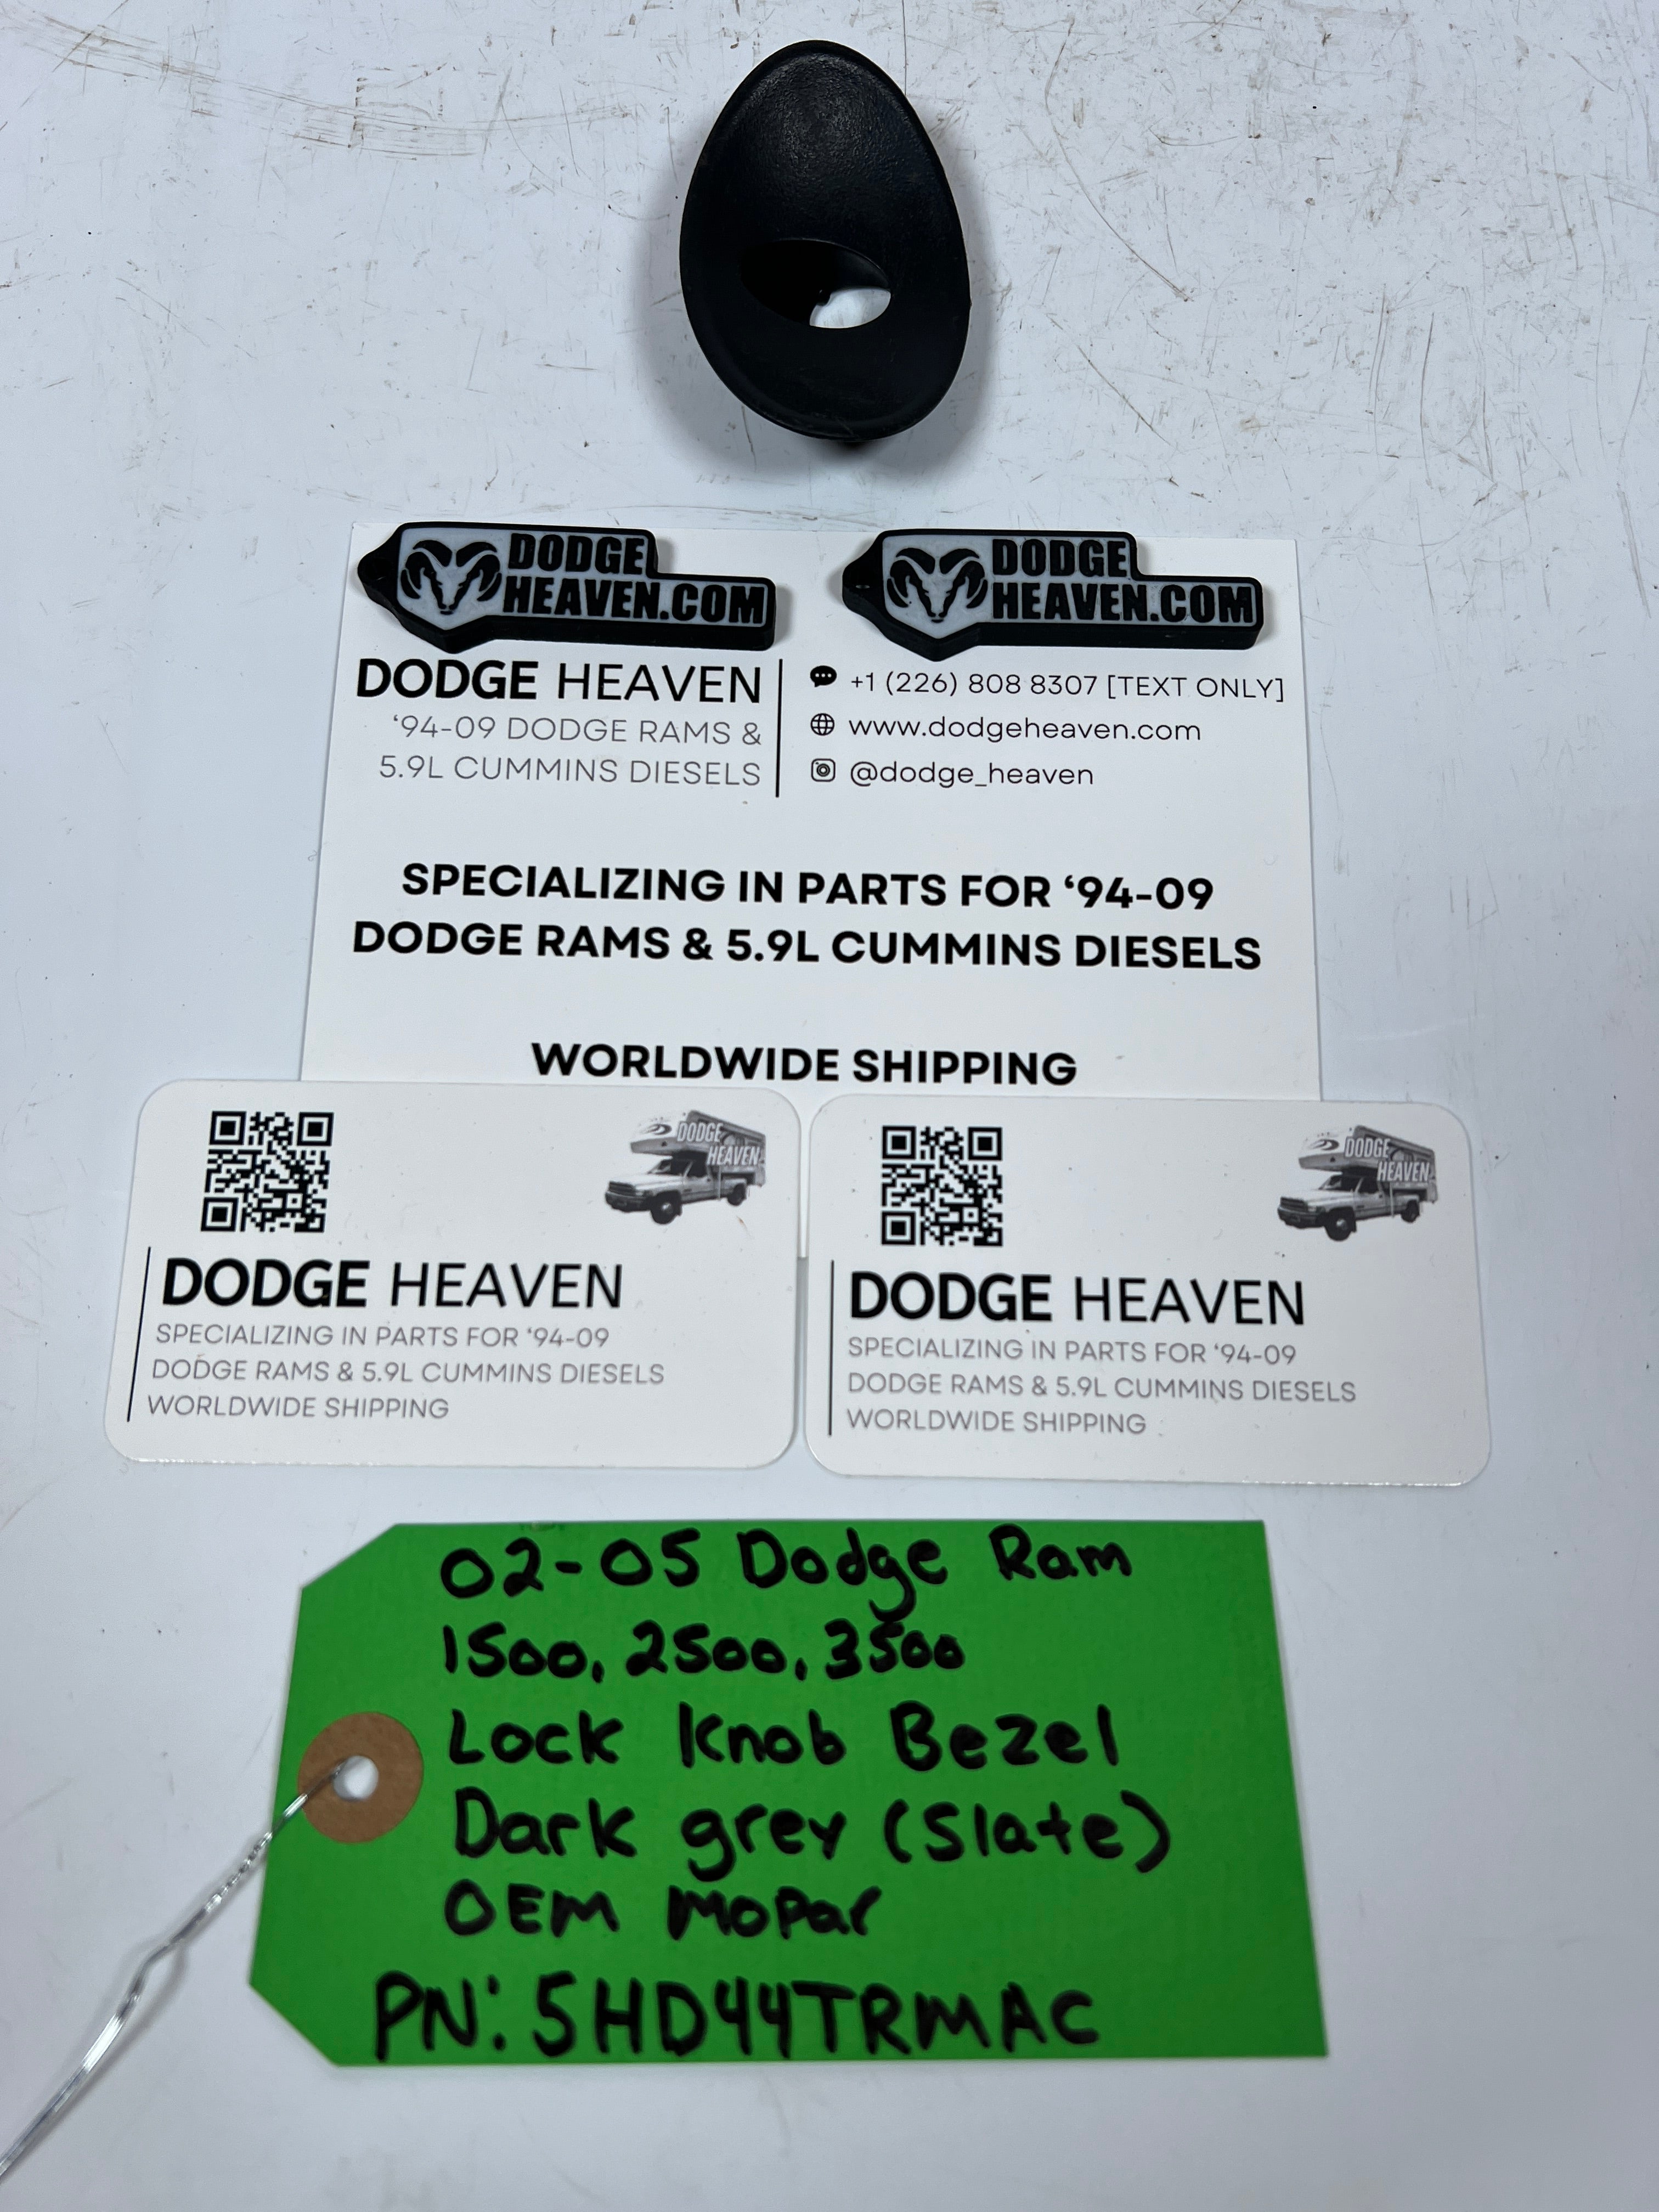 DODGE
HEAVEN.COM
DODGE
HEAVEN.COM
DODGE HEAVEN
‘94-09 DODGE RAMS &
5.9L CUMMINS DIESELS
+1 (226) 808 8307 [TEXT ONLY]
www.dodgeheaven.com
@dodge_heaven
SPECIALIZING IN PARTS FOR ‘94-09
DODGE RAMS & 5.9L CUMMINS DIESELS
WORLDWIDE SHIPPING
DODGE
HEAVEN
DODGE HEAVEN
SPECIALIZING IN PARTS FOR ‘94-09
DODGE RAMS & 5.9L CUMMINS DIESELS
WORLDWIDE SHIPPING
DODGE
HEAVEN
DODGE HEAVEN
SPECIALIZING IN PARTS FOR ‘94-09
DODGE RAMS & 5.9L CUMMINS DIESELS
WORLDWIDE SHIPPING
02-05 Dodge Ram
1500, 2500, 3500
Lock Knob Bezel
Dark grey (Slate)
OEM Mopar
PN: 5HD44TRMAC